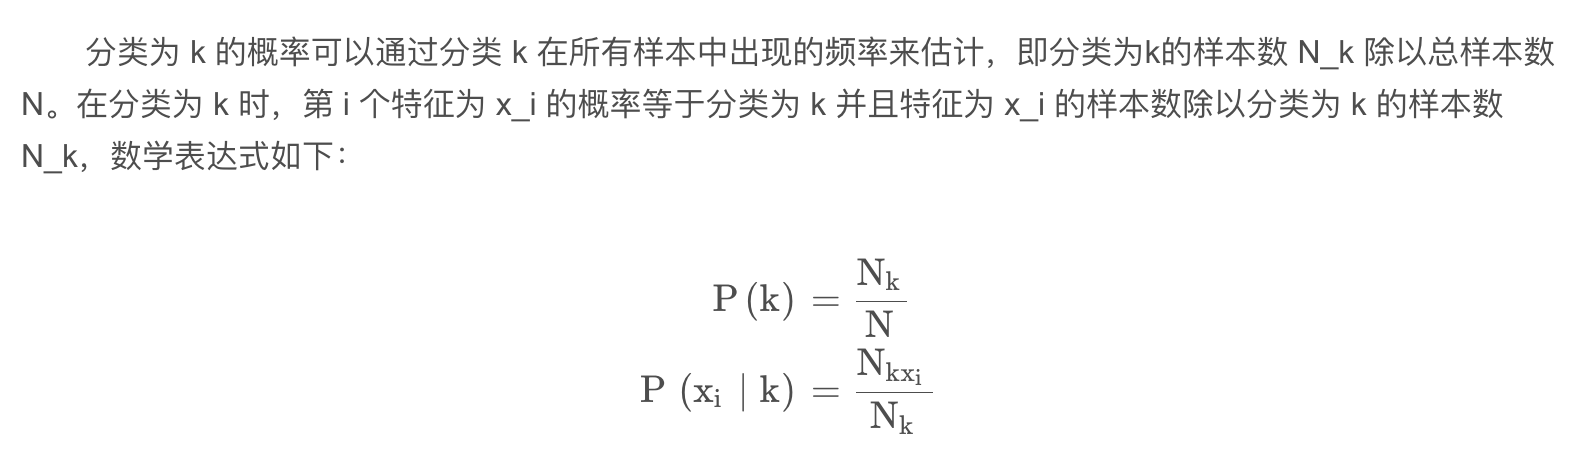 分类为 k 的概率可以通过分类 k 在所有样本中出现的频率来估计，即分类为k的样本数 N_k 除以总样本数
N。在分类为 k 时，第 i 个特征为 x_i 的概率等于分类为 k 并且特征为 x_i 的样本数除以分类为 k 的样本数
N_k，数学表达式如下：
P (k) = \frac{N_k}{N}
P (x_i | k) = \frac{N_{kx_i}}{N_k}